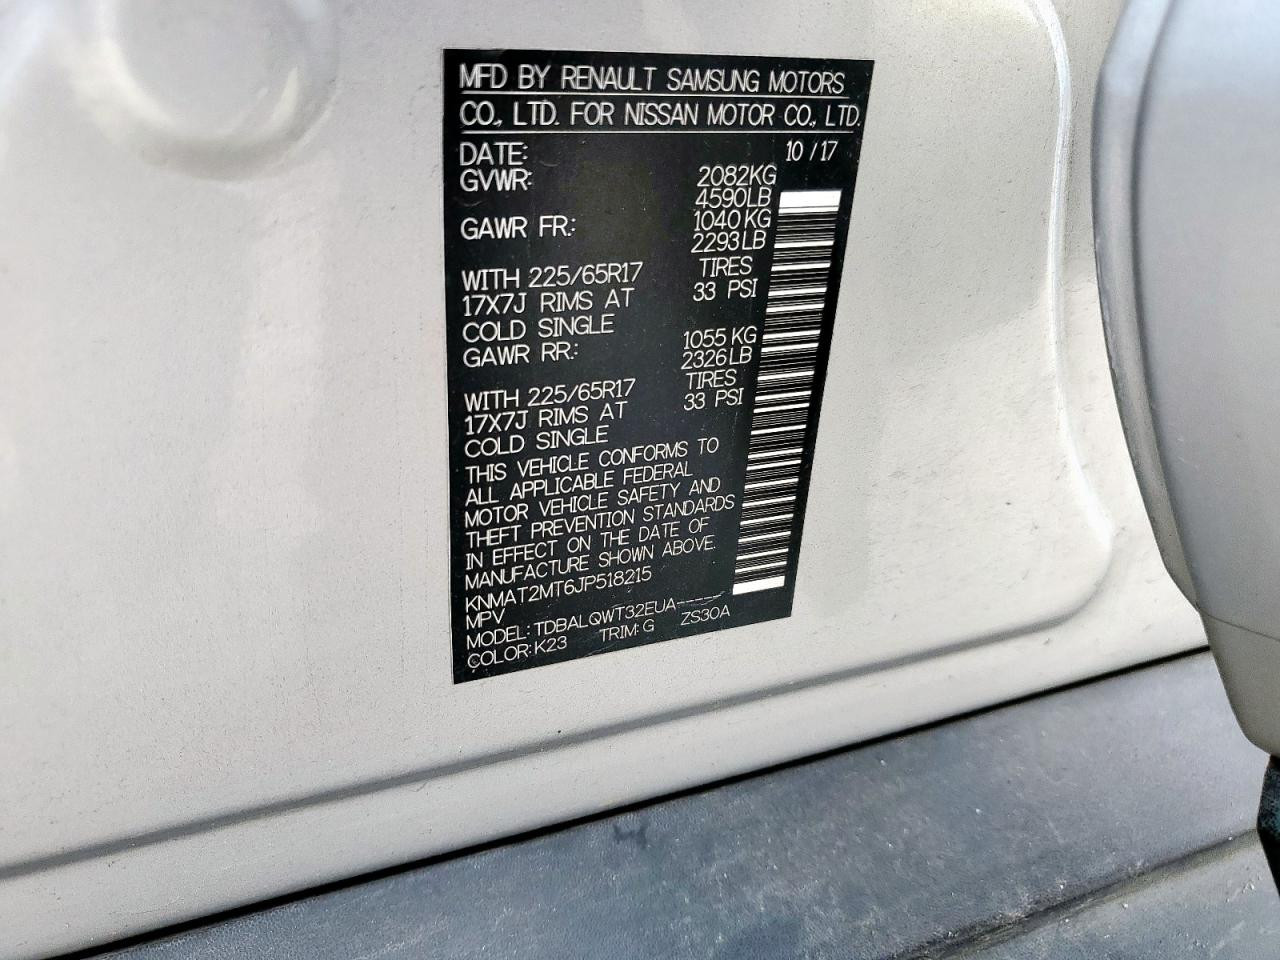 MFD BY RENAULT SAMSUNG MOTORS
CO., LTD. FOR NISSAN MOTOR CO., LTD.
DATE: 10 / 17
GVWR: 2082KG
4590LB
GAWR FR.: 1040 KG
2293 LB
WITH 225/65R17 TIRES
17X7J RIMS AT 33 PSI
COLD SINGLE
GAWR RR.: 1055 KG
2326 LB
WITH 225/65R17 TIRES
17X7J RIMS AT 33 PSI
COLD SINGLE
THIS VEHICLE CONFORMS TO
ALL APPLICABLE FEDERAL
MOTOR VEHICLE SAFETY AND
THEFT PREVENTION STANDARDS
IN EFFECT ON THE DATE OF
MANUFACTURE SHOWN ABOVE.
KNMAT2MT6JP518215
MPV
MODEL: TDBALQWT32EUA-----
COLOR: K23 TRIM: G ZS30A